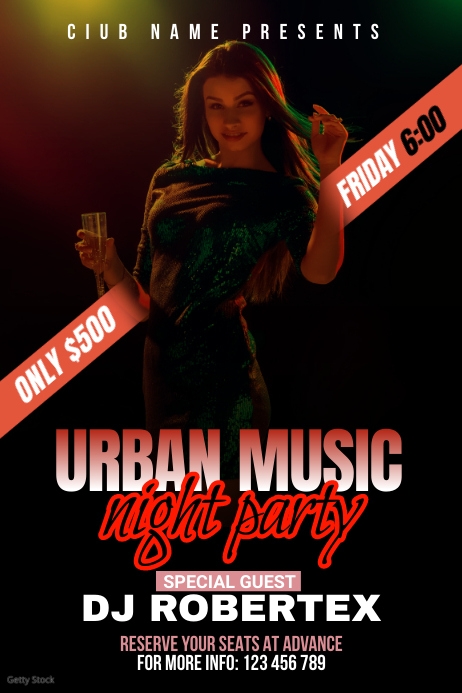 CIUB NAME PRESENTS
FRIDAY 6:00
ONLY $500
URBAN MUSIC
night party
SPECIAL GUEST
DJ ROBERTEX
RESERVE YOUR SEATS AT ADVANCE
FOR MORE INFO: 123 456 789
Getty Stock